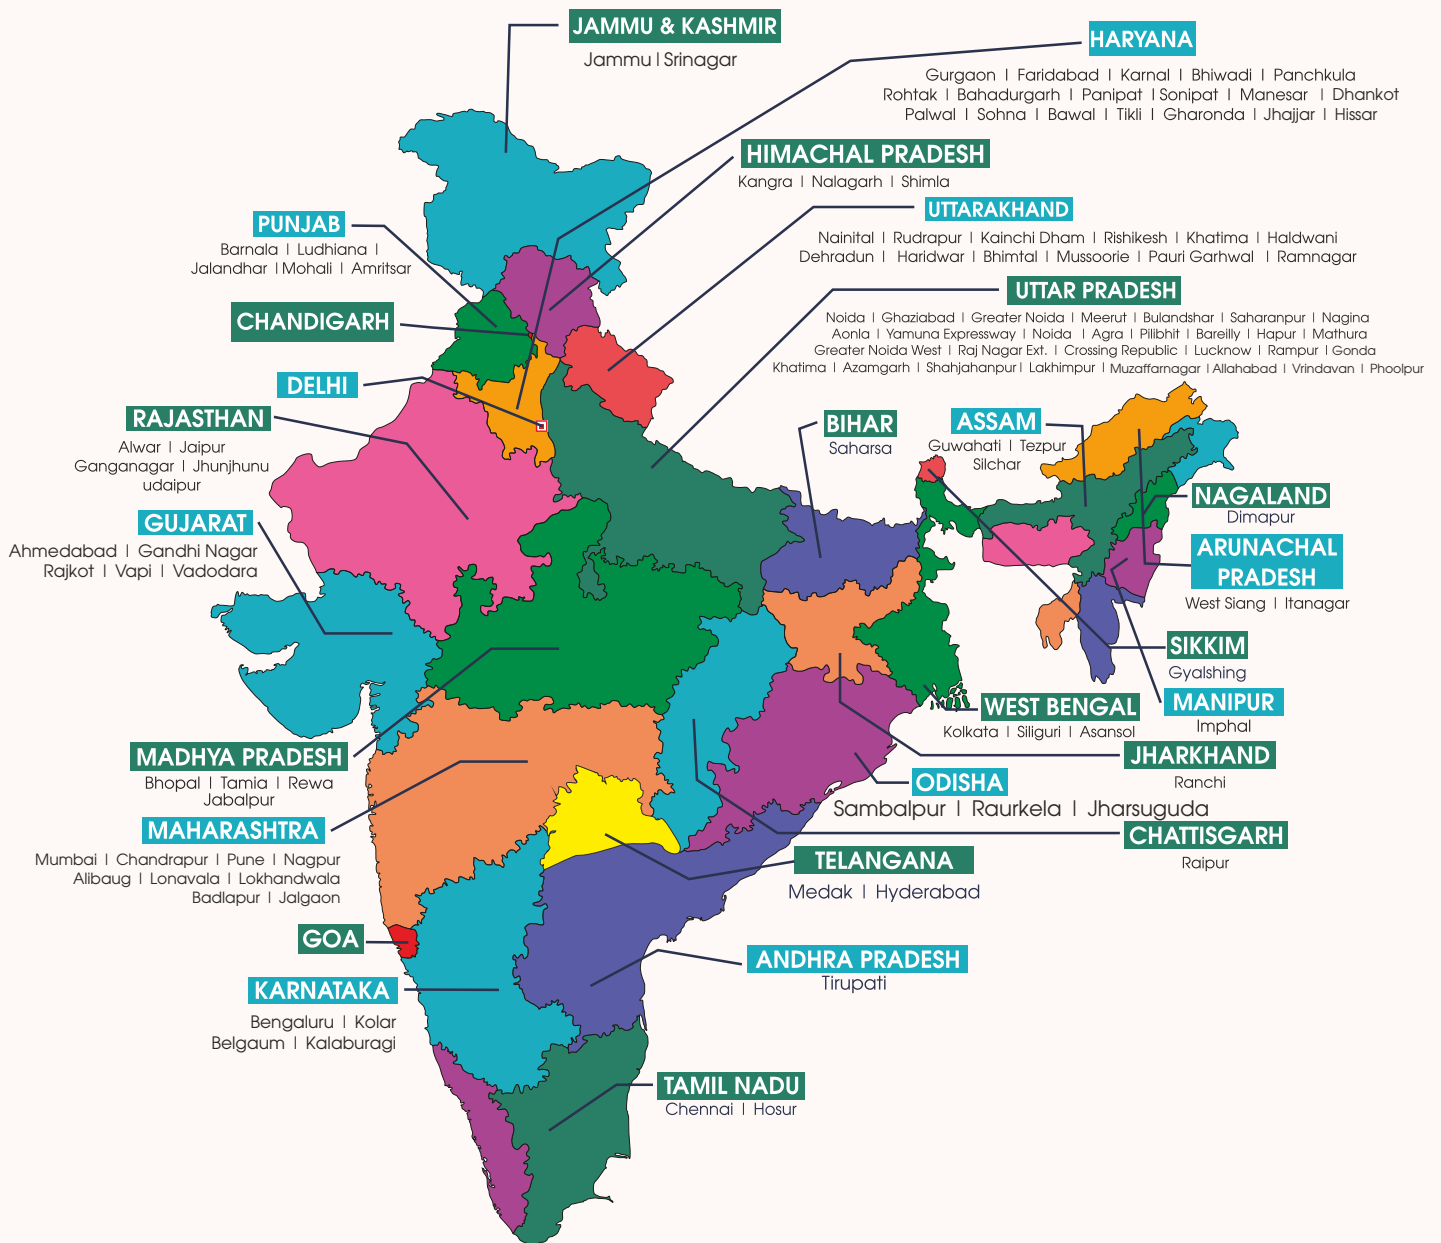 JAMMU & KASHMIR
Jammu | Srinagar
HARYANA
Gurgaon | Faridabad | Karnal | Bhiwadi | Panchkula
Rohtak | Bahadurgarh | Panipat | Sonipat | Manesar | Dhankot
Palwal | Sohna | Bawal | Tikli | Gharonda | Jhajjar | Hissar
HIMACHAL PRADESH
Kangra | Nalagarh | Shimla
UTTARAKHAND
Nainital | Rudrapur | Kainchi Dham | Rishikesh | Khatima | Haldwani
Dehradun | Haridwar | Bhimtal | Mussoorie | Pauri Garhwal | Ramnagar
PUNJAB
Barnala | Ludhiana |
Jalandhar | Mohali | Amritsar
UTTAR PRADESH
Noida | Ghaziabad | Greater Noida | Meerut | Bulandshar | Saharanpur | Nagina
Aonla | Yamuna Expressway | Noida | Agra | Pilibhit | Bareilly | Hapur | Mathura
Greater Noida West | Raj Nagar Ext. | Crossing Republic | Lucknow | Rampur | Gonda
Khatima | Azamgarh | Shahjahanpur | Lakhimpur | Muzaffarnagar | Allahabad | Vrindavan | Phoolpur
CHANDIGARH
DELHI
RAJASTHAN
Alwar | Jaipur
Ganganagar | Jhunjhunu
udaipur
BIHAR
Saharsa
ASSAM
Guwahati | Tezpur
Silchar
NAGALAND
Dimapur
GUJARAT
Ahmedabad | Gandhi Nagar
Rajkot | Vapi | Vadodara
ARUNACHAL
PRADESH
West Siang | Itanagar
SIKKIM
Gyalshing
MANIPUR
Imphal
WEST BENGAL
Kolkata | Siliguri | Asansol
MADHYA PRADESH
Bhopal | Tamia | Rewa
Jabalpur
JHARKHAND
Ranchi
ODISHA
Sambalpur | Raurkela | Jharsuguda
MAHARASHTRA
Mumbai | Chandrapur | Pune | Nagpur
Alibaug | Lonavala | Lokhandwala
Badlapur | Jalgaon
CHATTISGARH
Raipur
TELANGANA
Medak | Hyderabad
GOA
ANDHRA PRADESH
Tirupati
KARNATAKA
Bengaluru | Kolar
Belgaum | Kalaburagi
TAMIL NADU
Chennai | Hosur